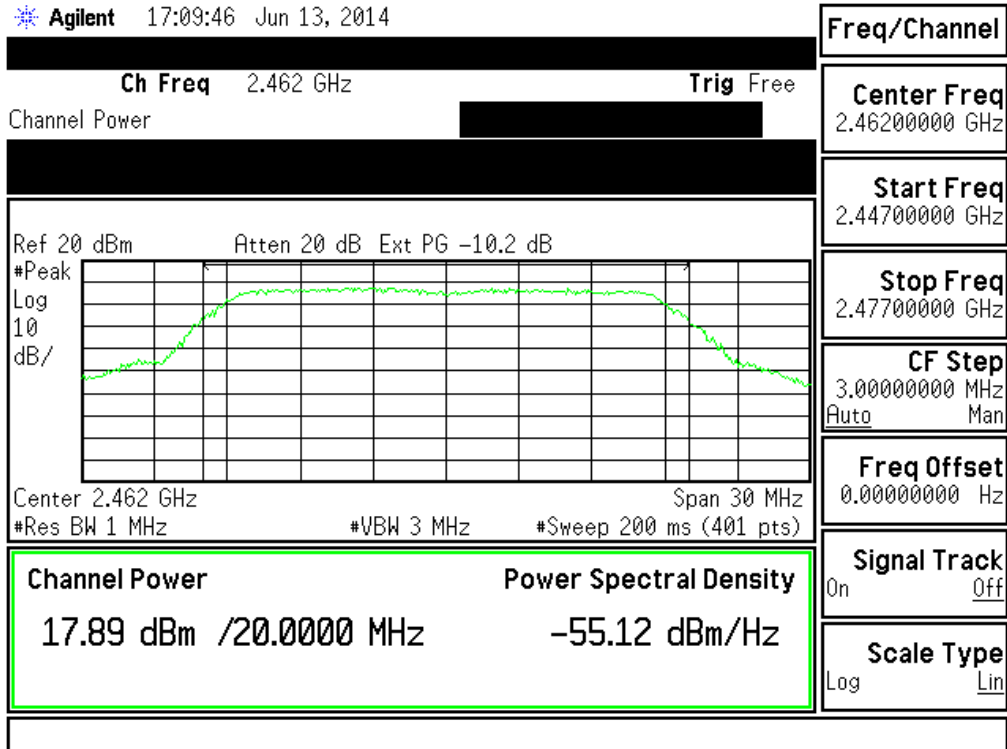 Agilent 17:09:46 Jun 13, 2014
Ch Freq 2.462 GHz Trig Free
Channel Power
Ref 20 dBm Atten 20 dB Ext PG -10.2 dB
#Peak
Log
10
dB/
Center 2.462 GHz Span 30 MHz
#Res BW 1 MHz #VBW 3 MHz #Sweep 200 ms (401 pts)
Channel Power Power Spectral Density
17.89 dBm /20.0000 MHz -55.12 dBm/Hz
Freq/Channel
Center Freq
2.46200000 GHz
Start Freq
2.44700000 GHz
Stop Freq
2.47700000 GHz
CF Step
3.00000000 MHz
Auto Man
Freq Offset
0.00000000 Hz
Signal Track
On Off
Scale Type
Log Lin